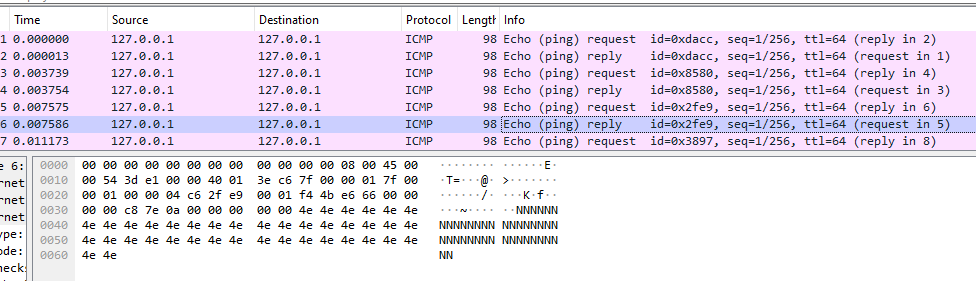 Time Source Destination Protocol Length Info
1 0.000000 127.0.0.1 127.0.0.1 ICMP 98 Echo (ping) request id=0xdacc, seq=1/256, ttl=64 (reply in 2)
2 0.000013 127.0.0.1 127.0.0.1 ICMP 98 Echo (ping) reply id=0xdacc, seq=1/256, ttl=64 (request in 1)
3 0.003739 127.0.0.1 127.0.0.1 ICMP 98 Echo (ping) request id=0x8580, seq=1/256, ttl=64 (reply in 4)
4 0.003754 127.0.0.1 127.0.0.1 ICMP 98 Echo (ping) reply id=0x8580, seq=1/256, ttl=64 (request in 3)
5 0.007575 127.0.0.1 127.0.0.1 ICMP 98 Echo (ping) request id=0x2fe9, seq=1/256, ttl=64 (reply in 6)
6 0.007586 127.0.0.1 127.0.0.1 ICMP 98 Echo (ping) reply id=0x2fe9, seq=1/256, ttl=64 (request in 5)
7 0.011173 127.0.0.1 127.0.0.1 ICMP 98 Echo (ping) request id=0x3897, seq=1/256, ttl=64 (reply in 8)
e 6:
ernet
ernet
ernet
ype:
ode:
hecks
0000 00 00 00 00 00 00 00 00 00 00 00 00 08 00 45 00 ········ ······E·
0010 00 54 3d e1 00 00 40 01 3e c6 7f 00 00 01 7f 00 ·T=···@· >·······
0020 00 01 00 00 04 c6 2f e9 00 01 f4 4b e6 66 00 00 ······/· ···K·f··
0030 00 00 c8 7e 0a 00 00 00 00 00 4e 4e 4e 4e 4e 4e ···~···· ··NNNNNN
0040 4e 4e 4e 4e 4e 4e 4e 4e 4e 4e 4e 4e 4e 4e 4e 4e NNNNNNNN NNNNNNNN
0050 4e 4e 4e 4e 4e 4e 4e 4e 4e 4e 4e 4e 4e 4e 4e 4e NNNNNNNN NNNNNNNN
0060 4e 4e NN